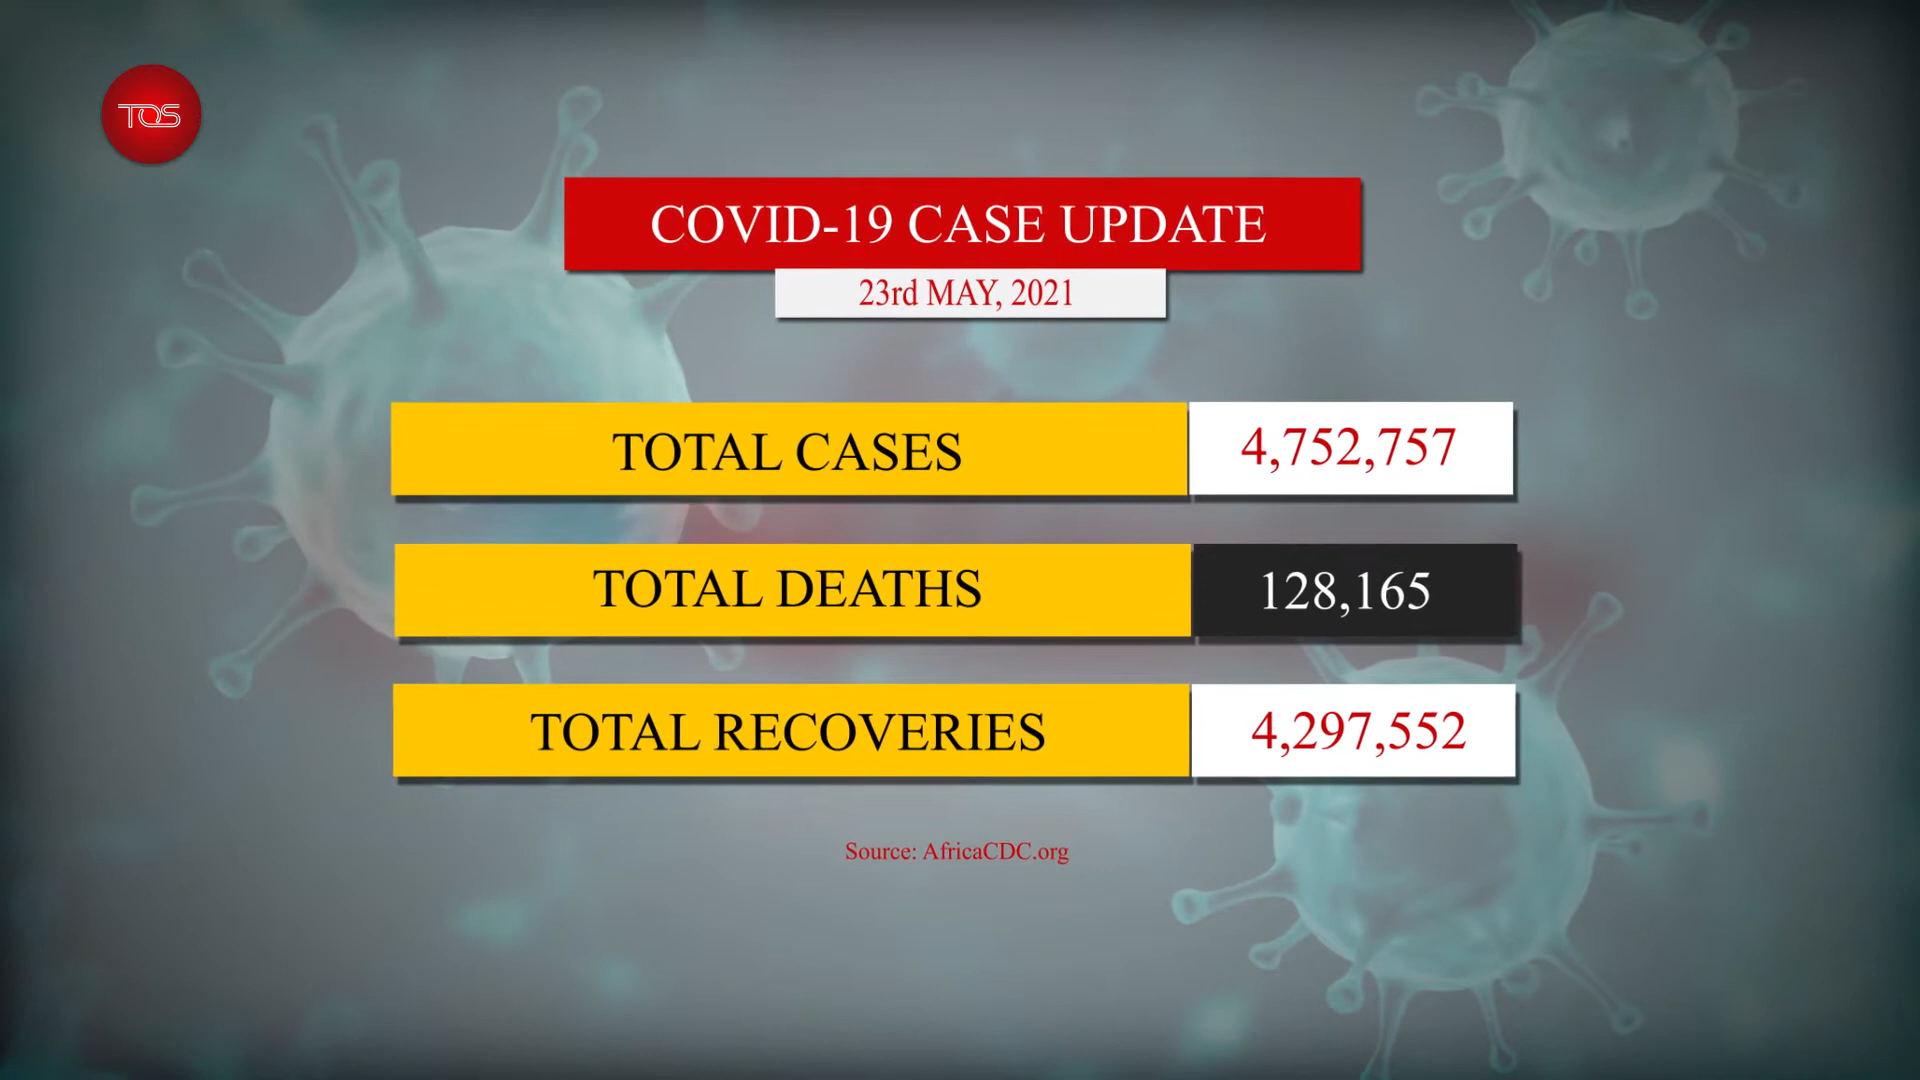 TOS
COVID-19 CASE UPDATE
23rd MAY, 2021
TOTAL CASES 4,752,757
TOTAL DEATHS 128,165
TOTAL RECOVERIES 4,297,552
Source: AfricaCDC.org